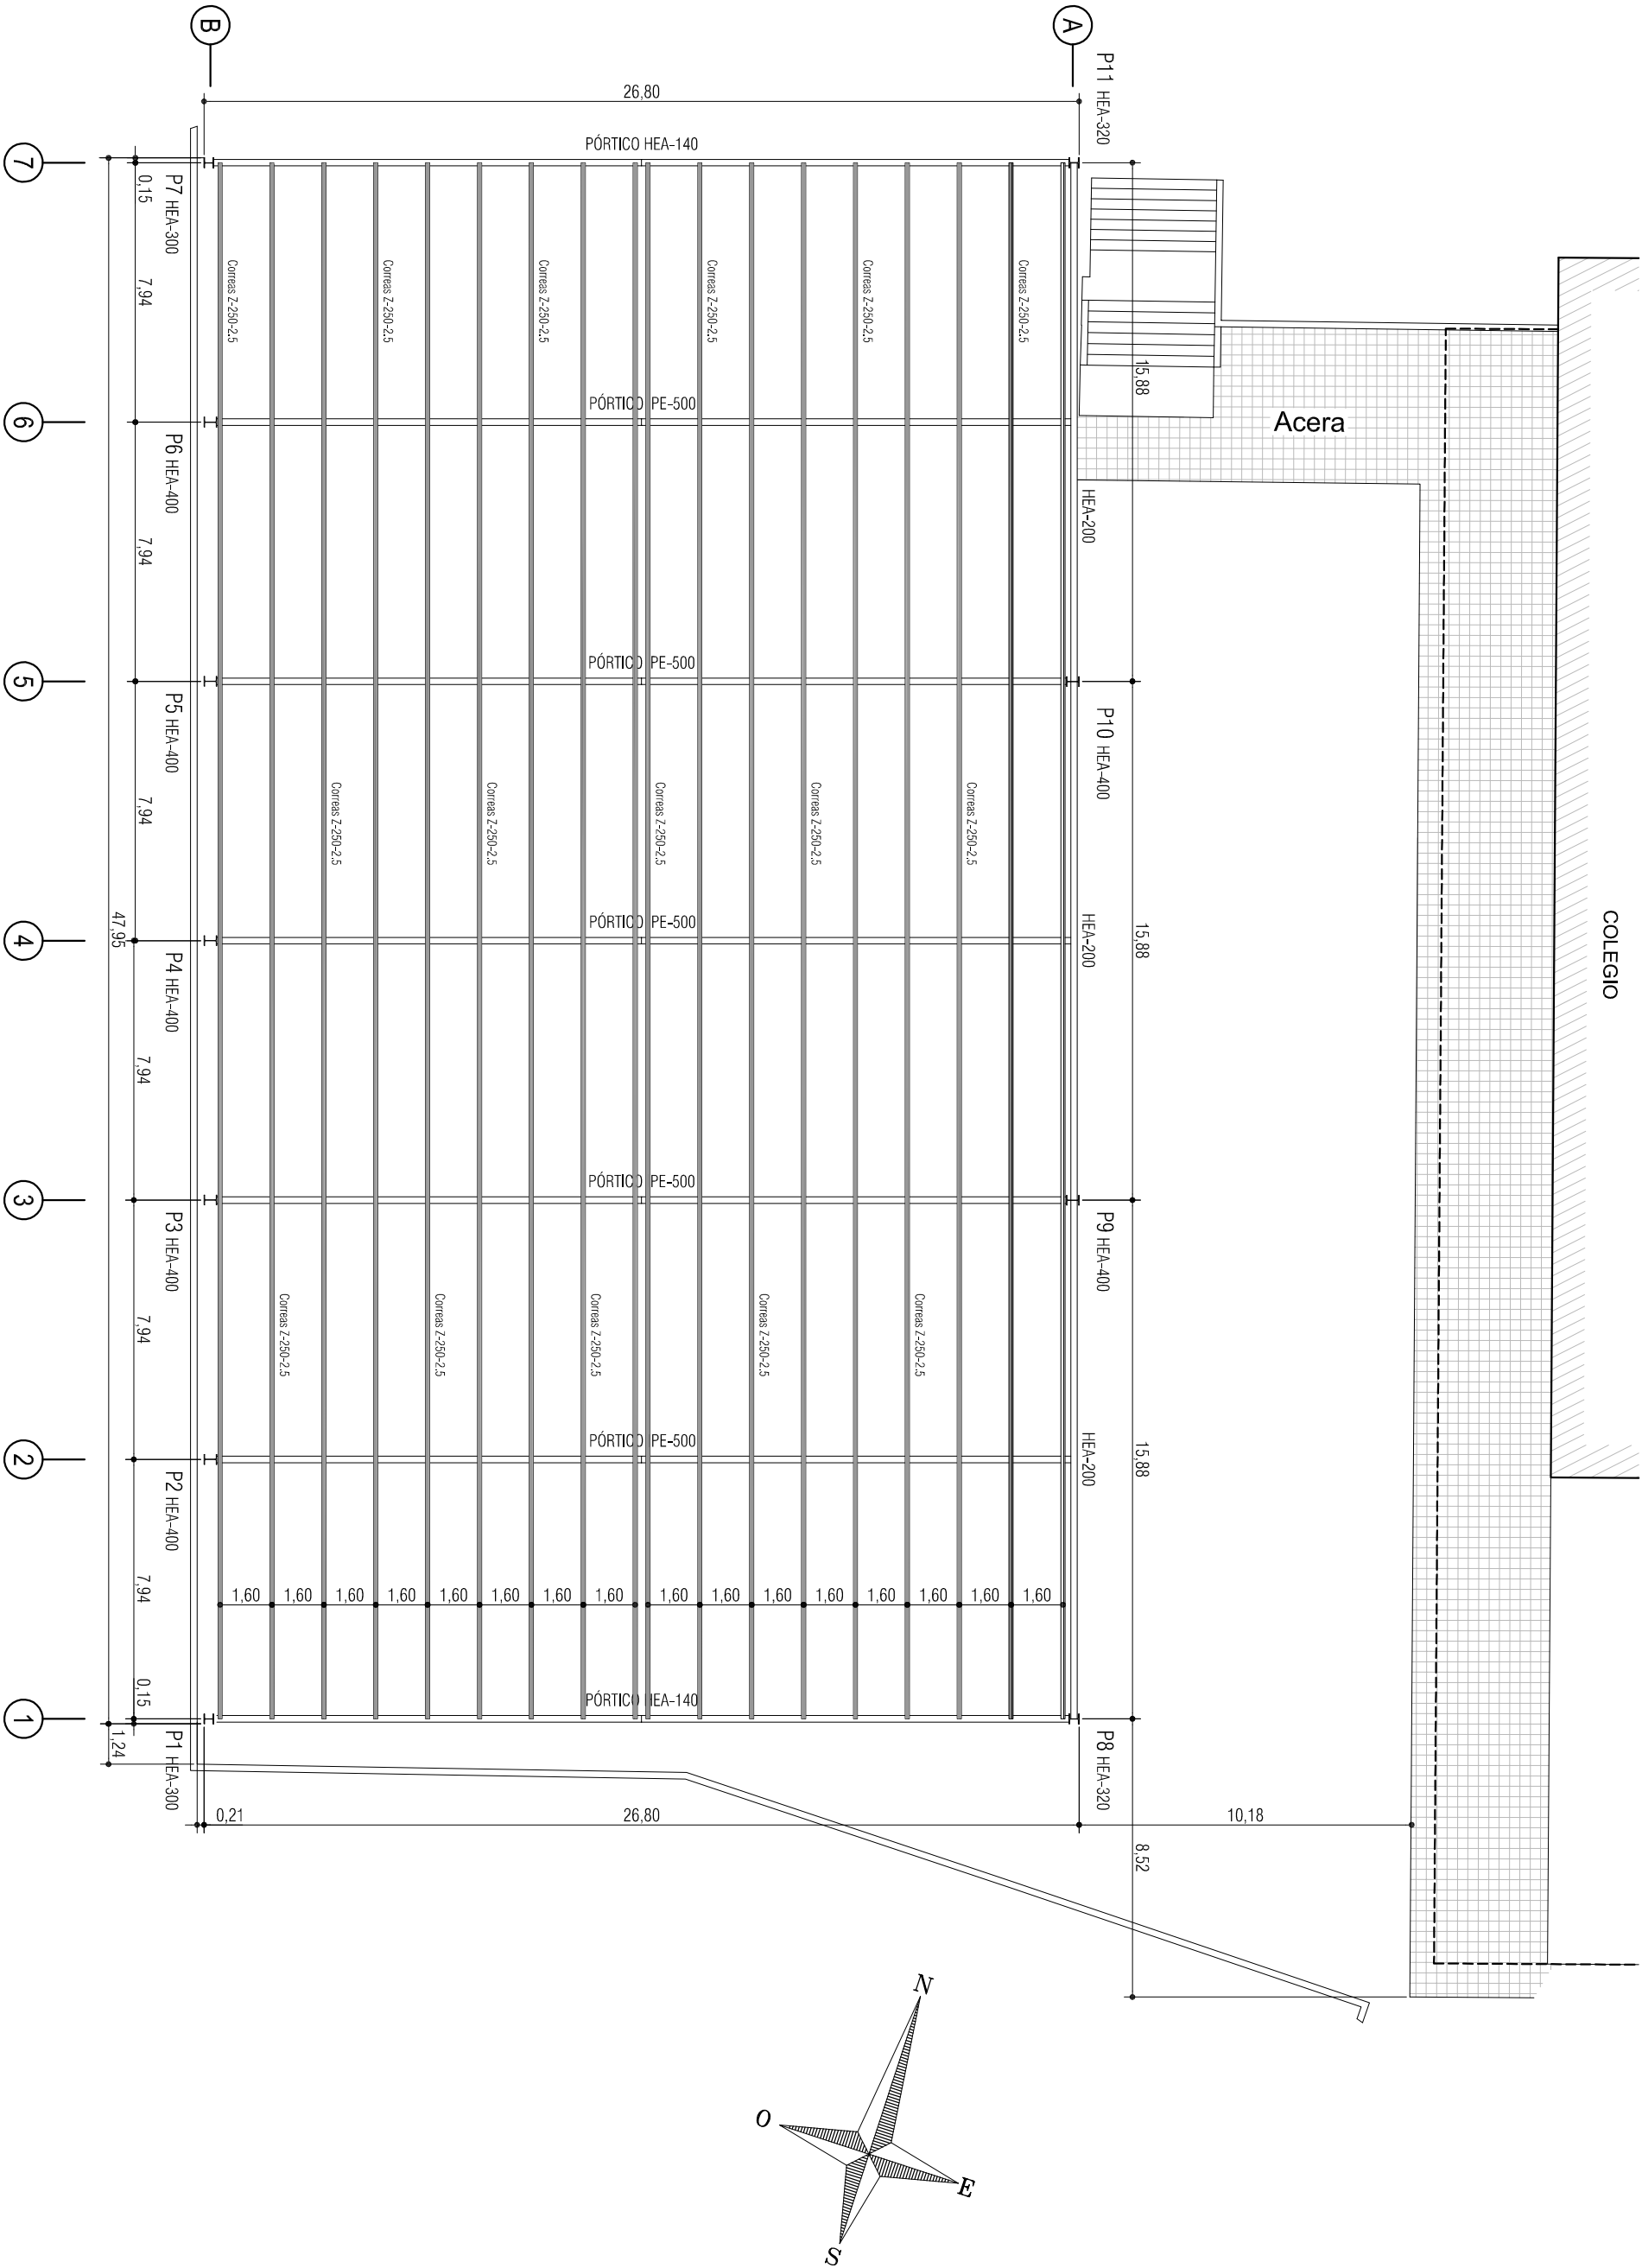 B
A
P11 HEA-320
26,80
PÓRTICO HEA-140
7
0,15
P7 HEA-300
7,94
Correas Z-250-2.5
Correas Z-250-2.5
Correas Z-250-2.5
Correas Z-250-2.5
Correas Z-250-2.5
Correas Z-250-2.5
15,88
PÓRTICO
PE-500
6
P6 HEA-400
Acera
HEA-200
7,94
PÓRTICO
PE-500
5
P5 HEA-400
P10 HEA-400
7,94
Correas Z-250-2.5
Correas Z-250-2.5
Correas Z-250-2.5
Correas Z-250-2.5
Correas Z-250-2.5
COLEGIO
47,95
PÓRTICO
PE-500
HEA-200
15,88
4
P4 HEA-400
7,94
PÓRTICO
PE-500
3
P3 HEA-400
P9 HEA-400
7,94
Correas Z-250-2.5
Correas Z-250-2.5
Correas Z-250-2.5
Correas Z-250-2.5
Correas Z-250-2.5
PÓRTICO
PE-500
HEA-200
15,88
2
P2 HEA-400
7,94
1,60 1,60 1,60 1,60 1,60 1,60 1,60 1,60 1,60 1,60 1,60 1,60 1,60 1,60 1,60 1,60
0,15
PÓRTICO HEA-140
1
1,24
P1 HEA-300
P8 HEA-320
0,21
26,80
10,18
8,52
N
O
E
S